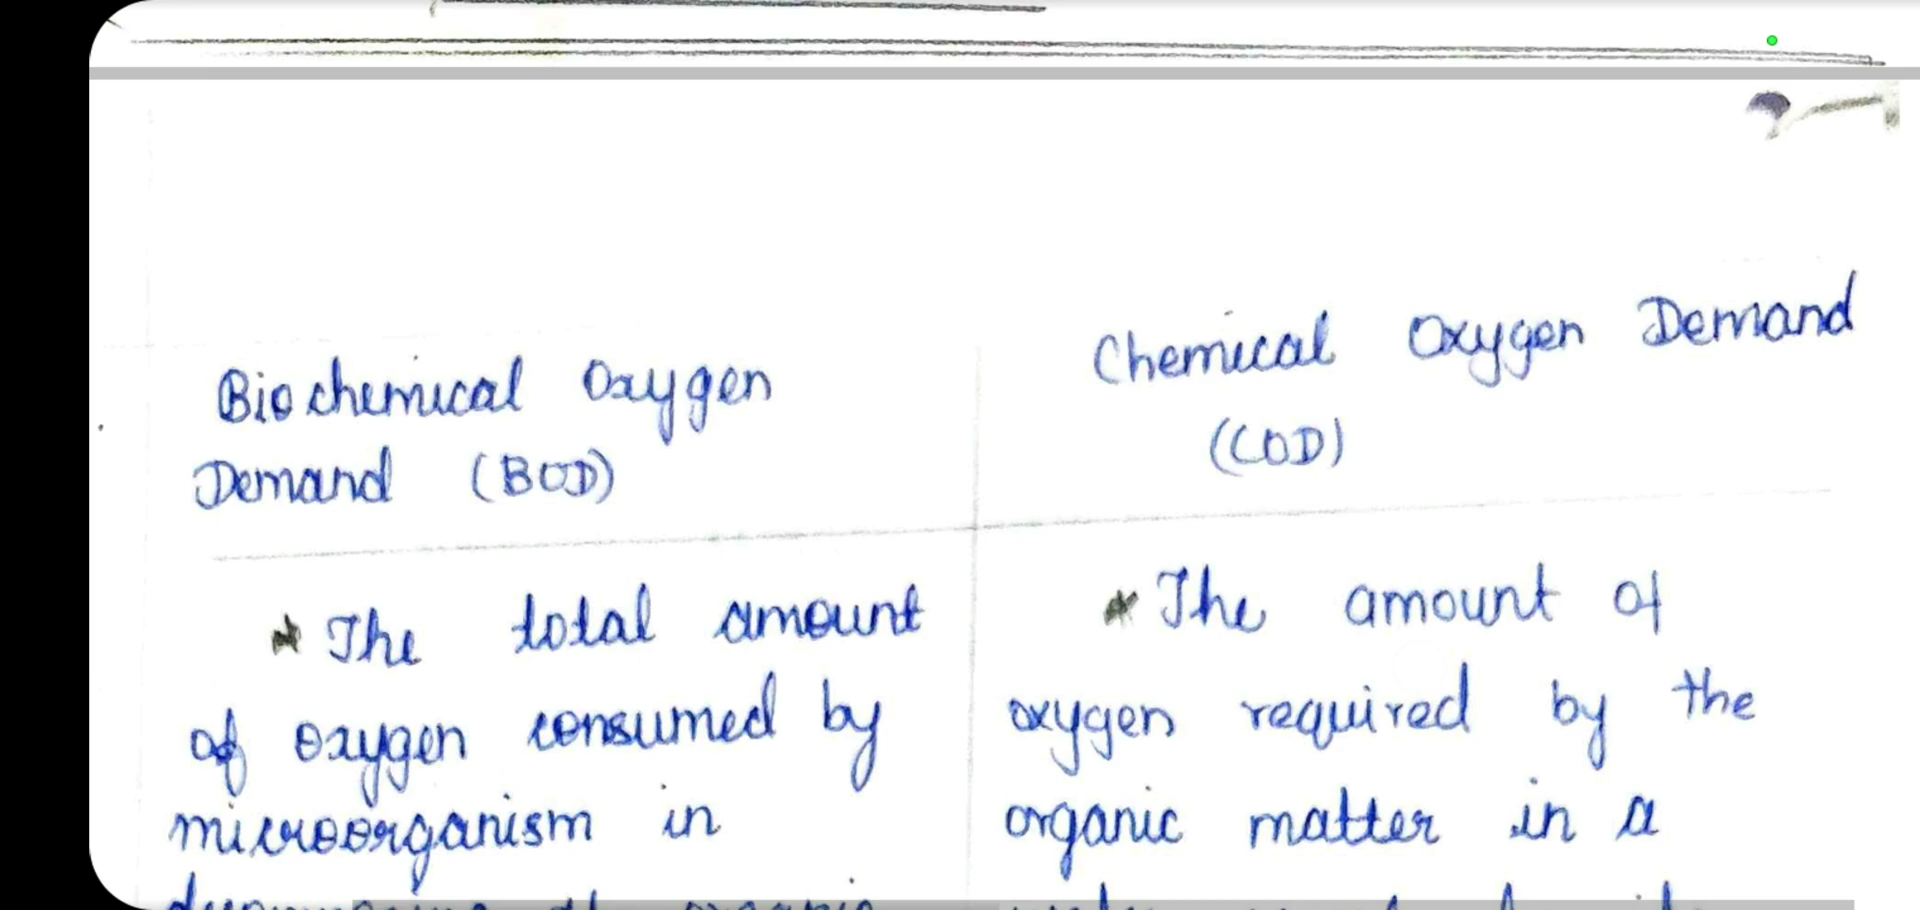 Biochemical Oxygen
Demand (BOD)
Chemical Oxygen Demand
(COD)
* The total amount
of oxygen consumed by
microorganism in
* The amount of
oxygen required by the
organic matter in a